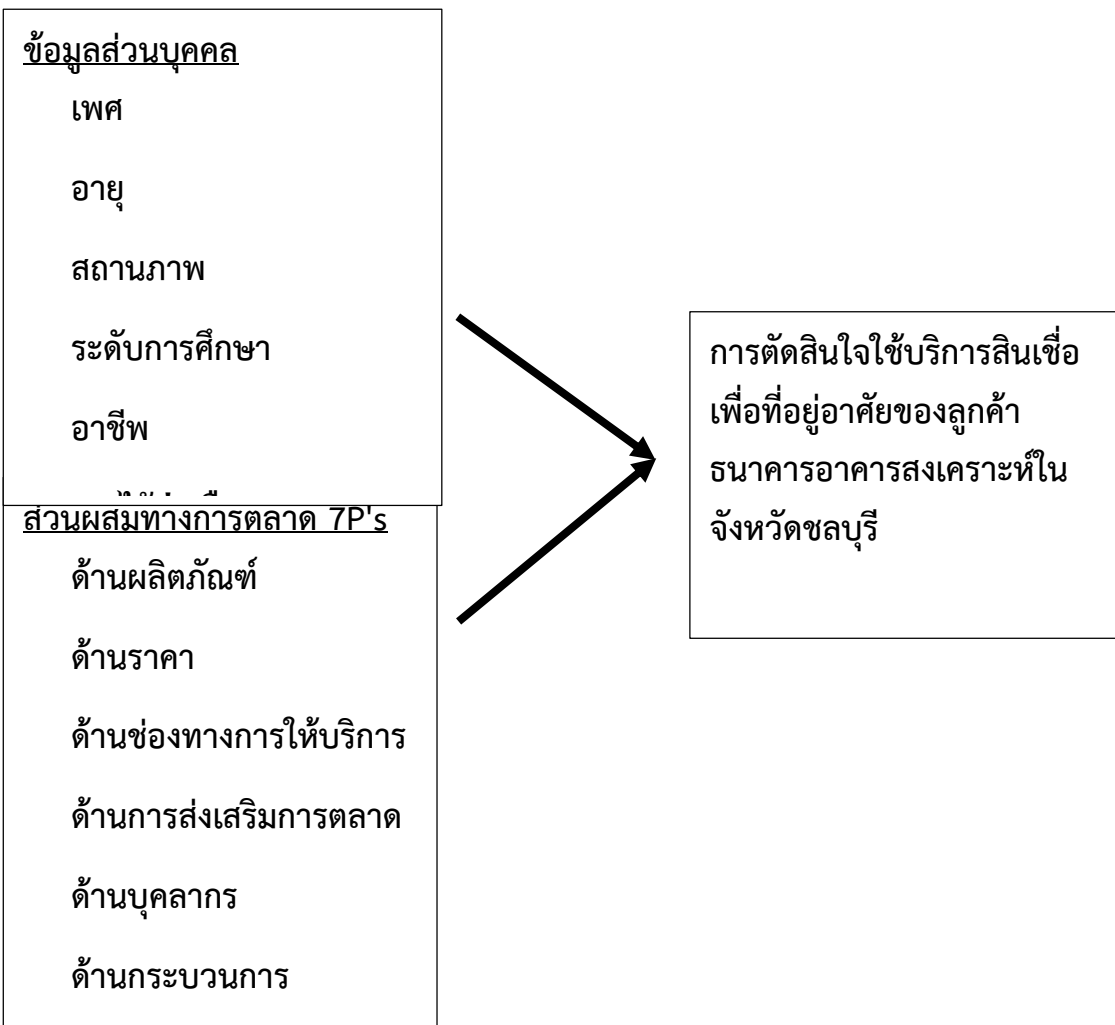 ข้อมูลส่วนบุคคล
เพศ
อายุ
สถานภาพ
ระดับการศึกษา
อาชีพ
ส่วนผสมทางการตลาด 7P's
ด้านผลิตภัณฑ์
ด้านราคา
ด้านช่องทางการให้บริการ
ด้านการส่งเสริมการตลาด
ด้านบุคลากร
ด้านกระบวนการ
การตัดสินใจใช้บริการสินเชื่อ
เพื่อที่อยู่อาศัยของลูกค้า
ธนาคารอาคารสงเคราะห์ใน
จังหวัดชลบุรี